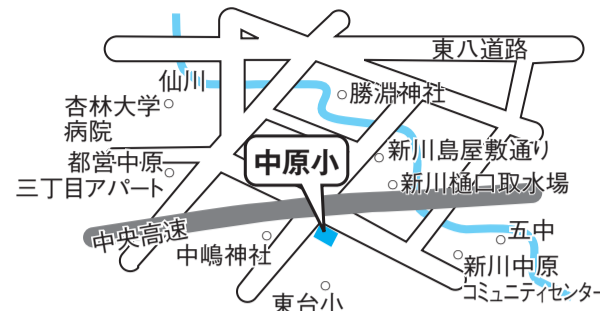 東八道路
仙川
勝淵神社
杏林大学
病院
中原小
新川島屋敷通り
都営中原
三丁目アパート
新川樋口取水場
中央高速
中嶋神社
五中
新川中原
コミュニティセンター
東台小